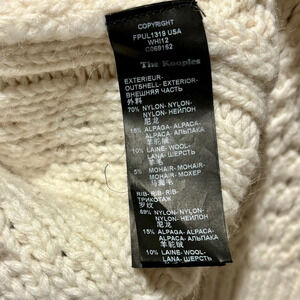 COPYRIGHT
FPUL1319 USA
WHI12
C069162
The Kooples
EXTERIEUR-
OUTSHELL- EXTERIOR-
ВНЕШНЯЯ ЧАСТЬ
外料
70% NYLON- NYLON-
NYLON- НЕЙЛОН
尼龙
15% ALPAGA- ALPACA-
ALPACA- АЛЬПАКА
羊驼绒
10% LAINE- WOOL-
LANA- ШЕРСТЬ
羊毛
5% MOHAIR- MOHAIR-
MOHAIR- МОХЕР
马海毛
RIB- RIB- RIB-
ТРИКОТАЖ
罗纹
69% NYLON- NYLON-
NYLON- НЕЙЛОН
尼龙
15% ALPAGA- ALPACA-
ALPACA- АЛЬПАКА
羊驼绒
10% LAINE- WOOL-
LANA- ШЕРСТЬ